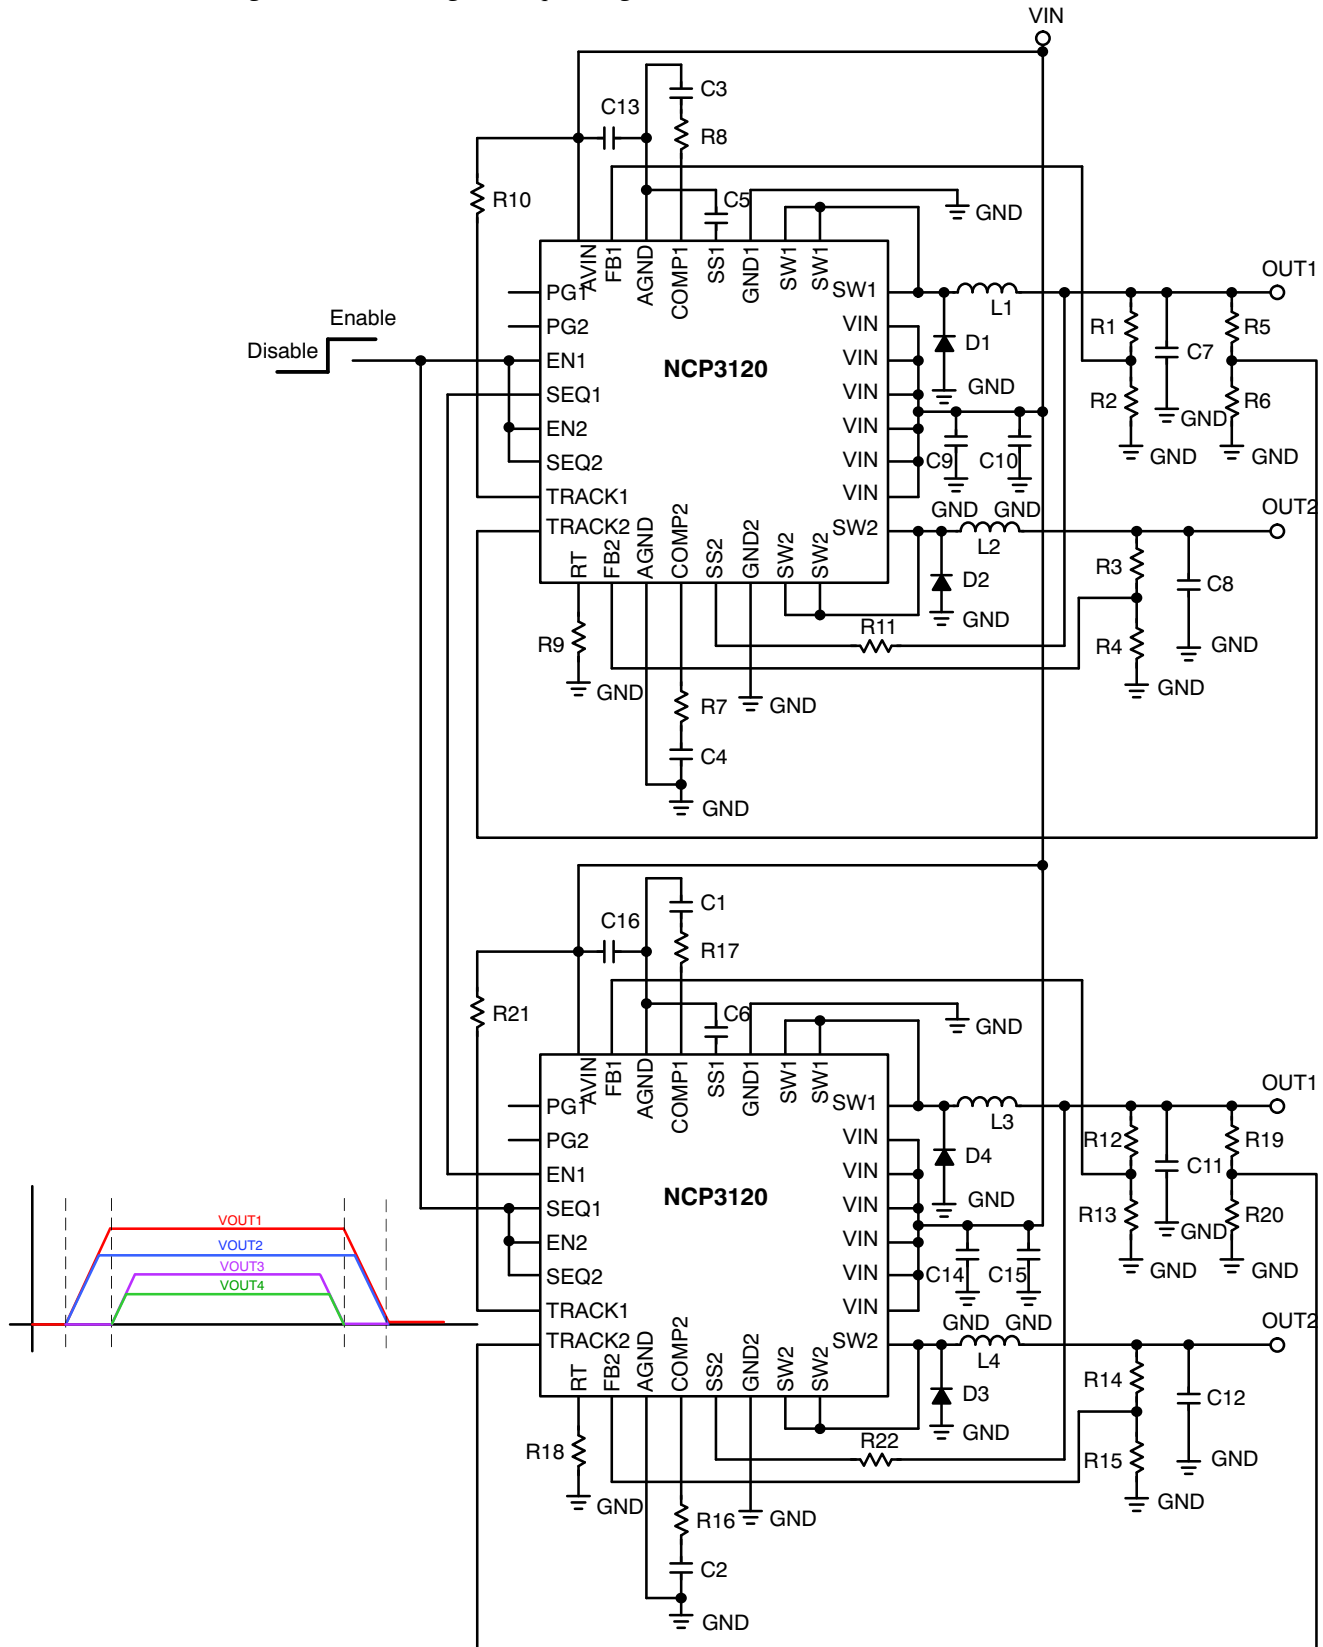 VIN
C3
C13
R8
R10
C5
GND
AVIN
FB1
AGND
COMP1
SS1
GND1
SW1
SW1
OUT1
PG1
SW1
L1
Enable
PG2
VIN
R1
R5
Disable
D1
C7
EN1
NCP3120
VIN
GND
SEQ1
VIN
R2
GND
R6
EN2
VIN
GND
GND
SEQ2
VIN
C9
C10
TRACK1
VIN
GND
GND
OUT2
TRACK2
SW2
L2
RT
FB2
AGND
COMP2
SS2
GND2
SW2
SW2
R3
D2
C8
GND
R11
R9
R4
GND
GND
GND
R7
GND
C4
GND
C1
C16
R17
R21
C6
GND
AVIN
FB1
AGND
COMP1
SS1
GND1
SW1
SW1
OUT1
PG1
SW1
L3
PG2
VIN
R12
R19
D4
C11
EN1
VIN
NCP3120
GND
SEQ1
VIN
R13
GND
R20
VOUT1
EN2
VIN
VOUT2
GND
GND
VOUT3
SEQ2
VIN
C14
C15
VOUT4
TRACK1
VIN
GND
GND
OUT2
TRACK2
SW2
L4
RT
FB2
AGND
COMP2
SS2
GND2
SW2
SW2
R14
D3
C12
GND
R22
R18
R15
GND
GND
GND
R16
GND
C2
GND